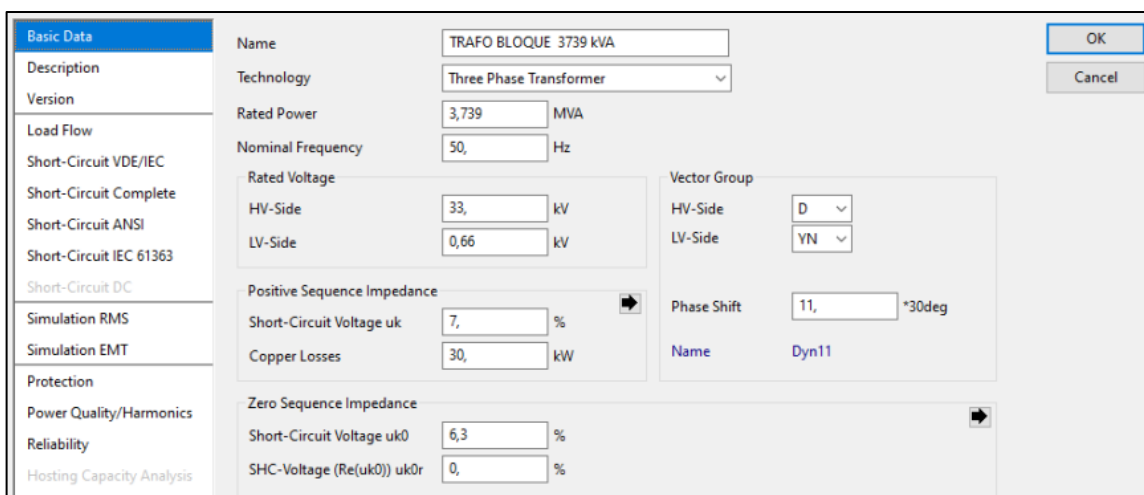 Basic Data
Description
Version
Load Flow
Short-Circuit VDE/IEC
Short-Circuit Complete
Short-Circuit ANSI
Short-Circuit IEC 61363
Short-Circuit DC
Simulation RMS
Simulation EMT
Protection
Power Quality/Harmonics
Reliability
Hosting Capacity Analysis
Name TRAFO BLOQUE 3739 kVA
Technology Three Phase Transformer
Rated Power 3,739 MVA
Nominal Frequency 50, Hz
Rated Voltage
HV-Side 33, kV
LV-Side 0,66 kV
Vector Group
HV-Side D
LV-Side YN
Phase Shift 11, *30deg
Name Dyn11
Positive Sequence Impedance
Short-Circuit Voltage uk 7, %
Copper Losses 30, kW
Zero Sequence Impedance
Short-Circuit Voltage uk0 6,3 %
SHC-Voltage (Re(uk0)) uk0r 0, %
OK
Cancel